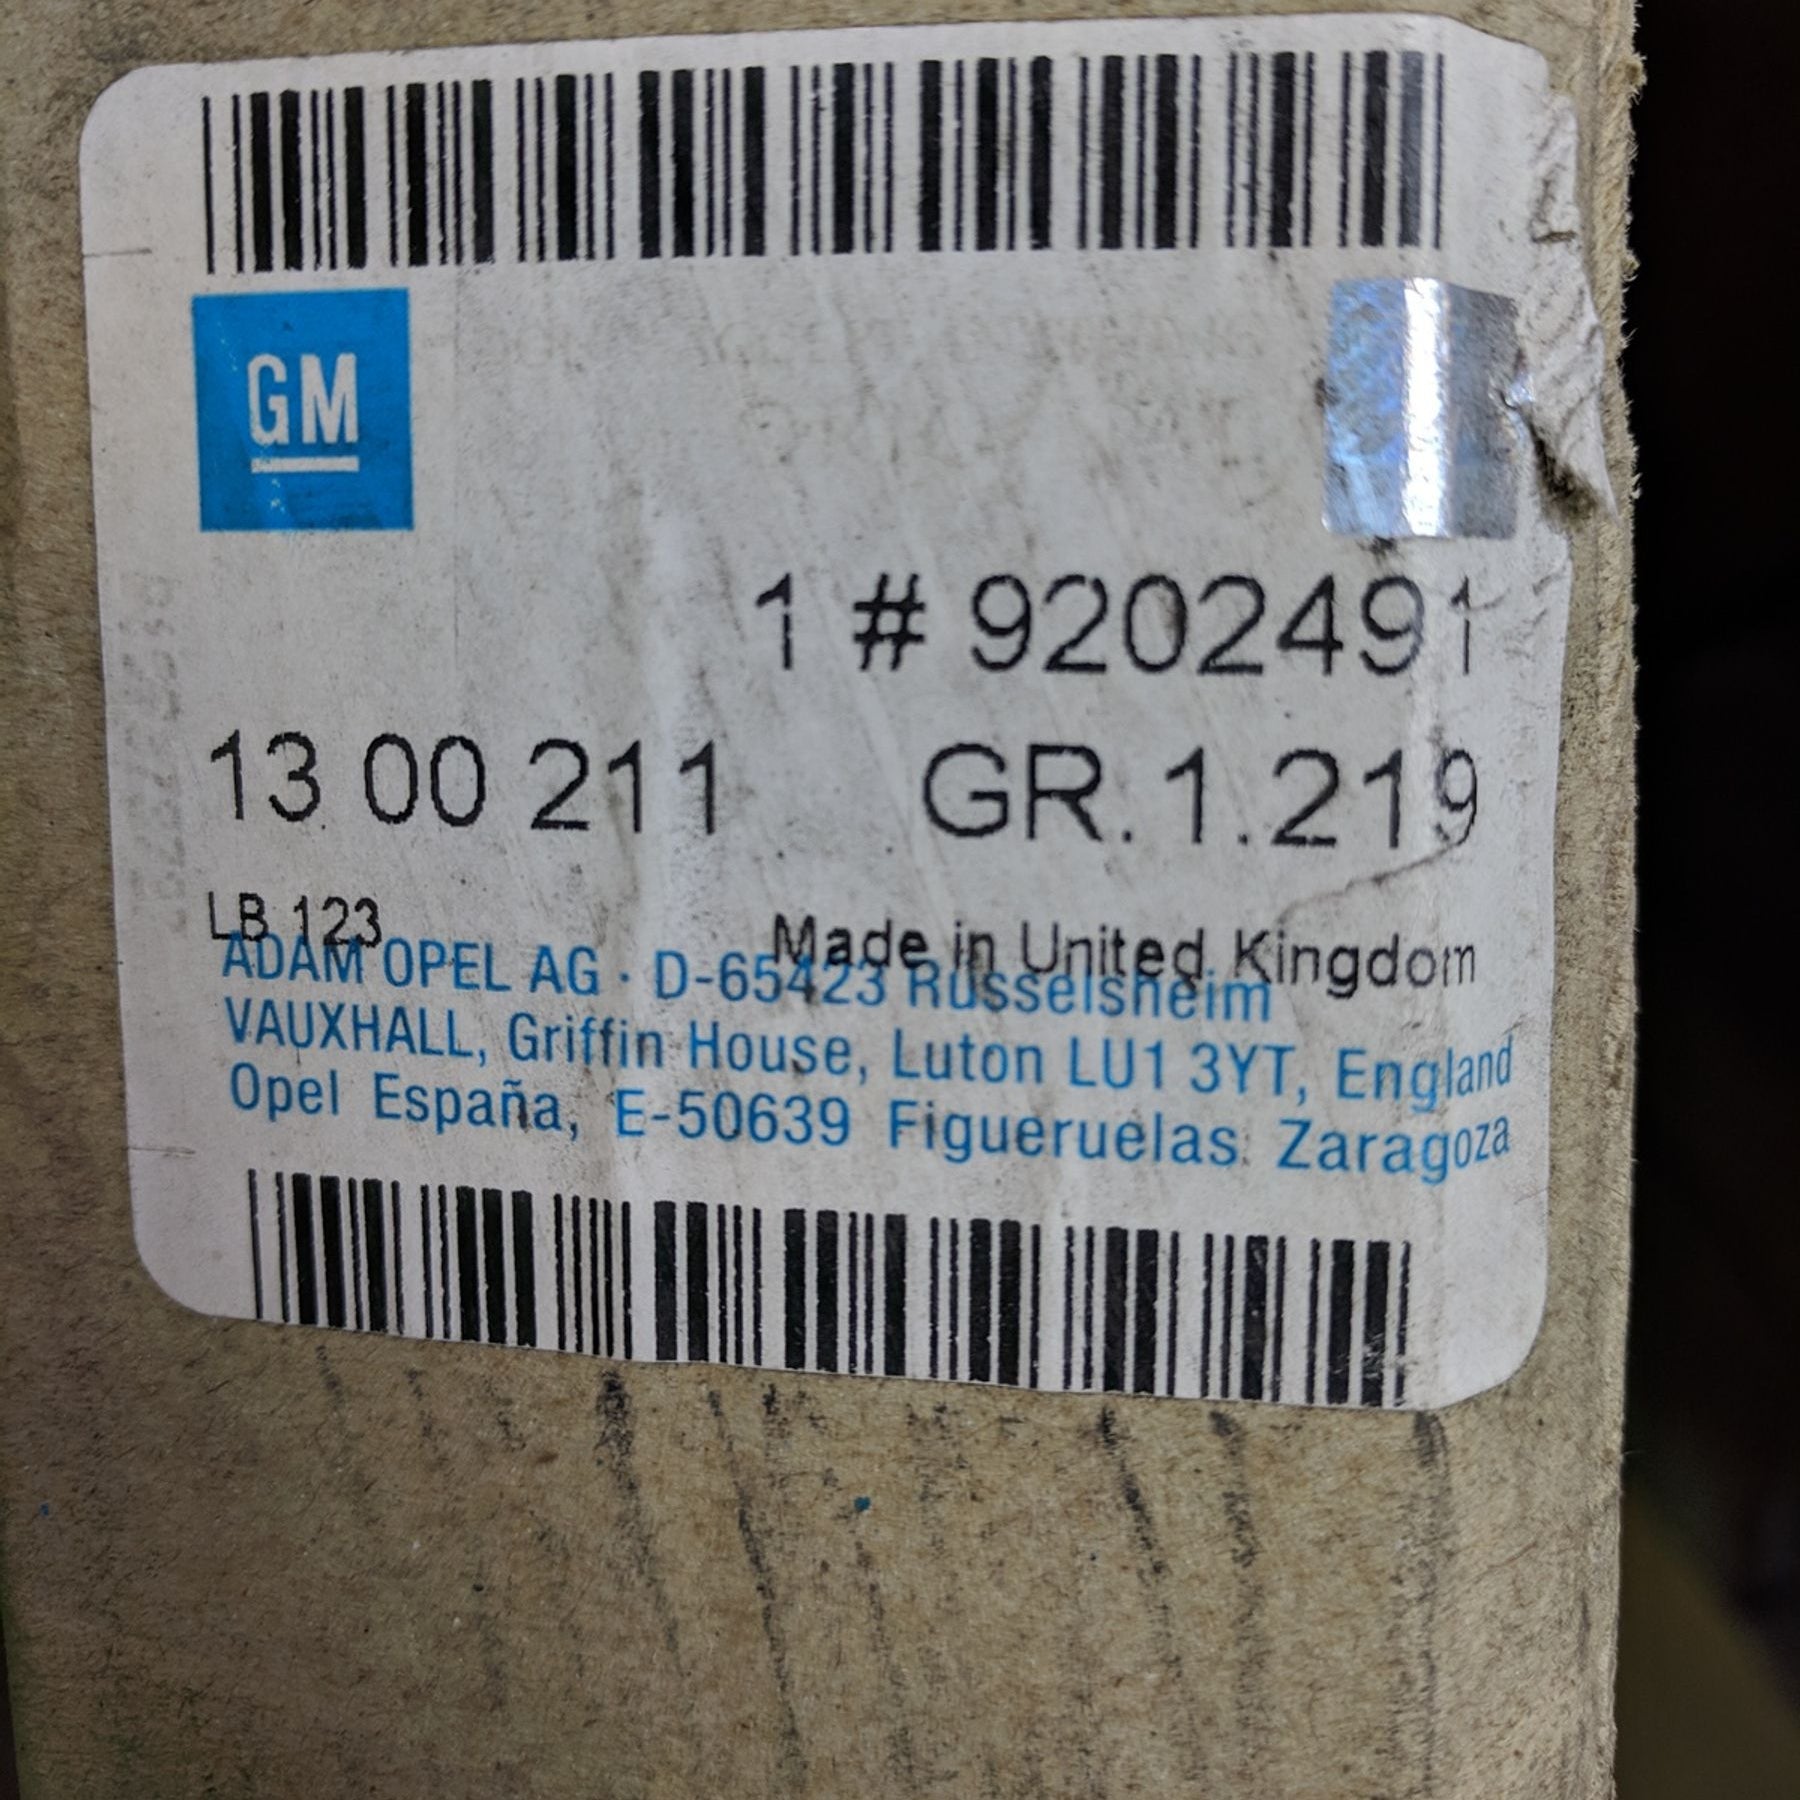 GM
1 # 9202491
13 00 211 GR.1.219
LB 123 Made in United Kingdom
ADAM OPEL AG · D-65423 Rüsselsheim
VAUXHALL, Griffin House, Luton LU1 3YT, England
Opel España, E-50639 Figueruelas. Zaragoza